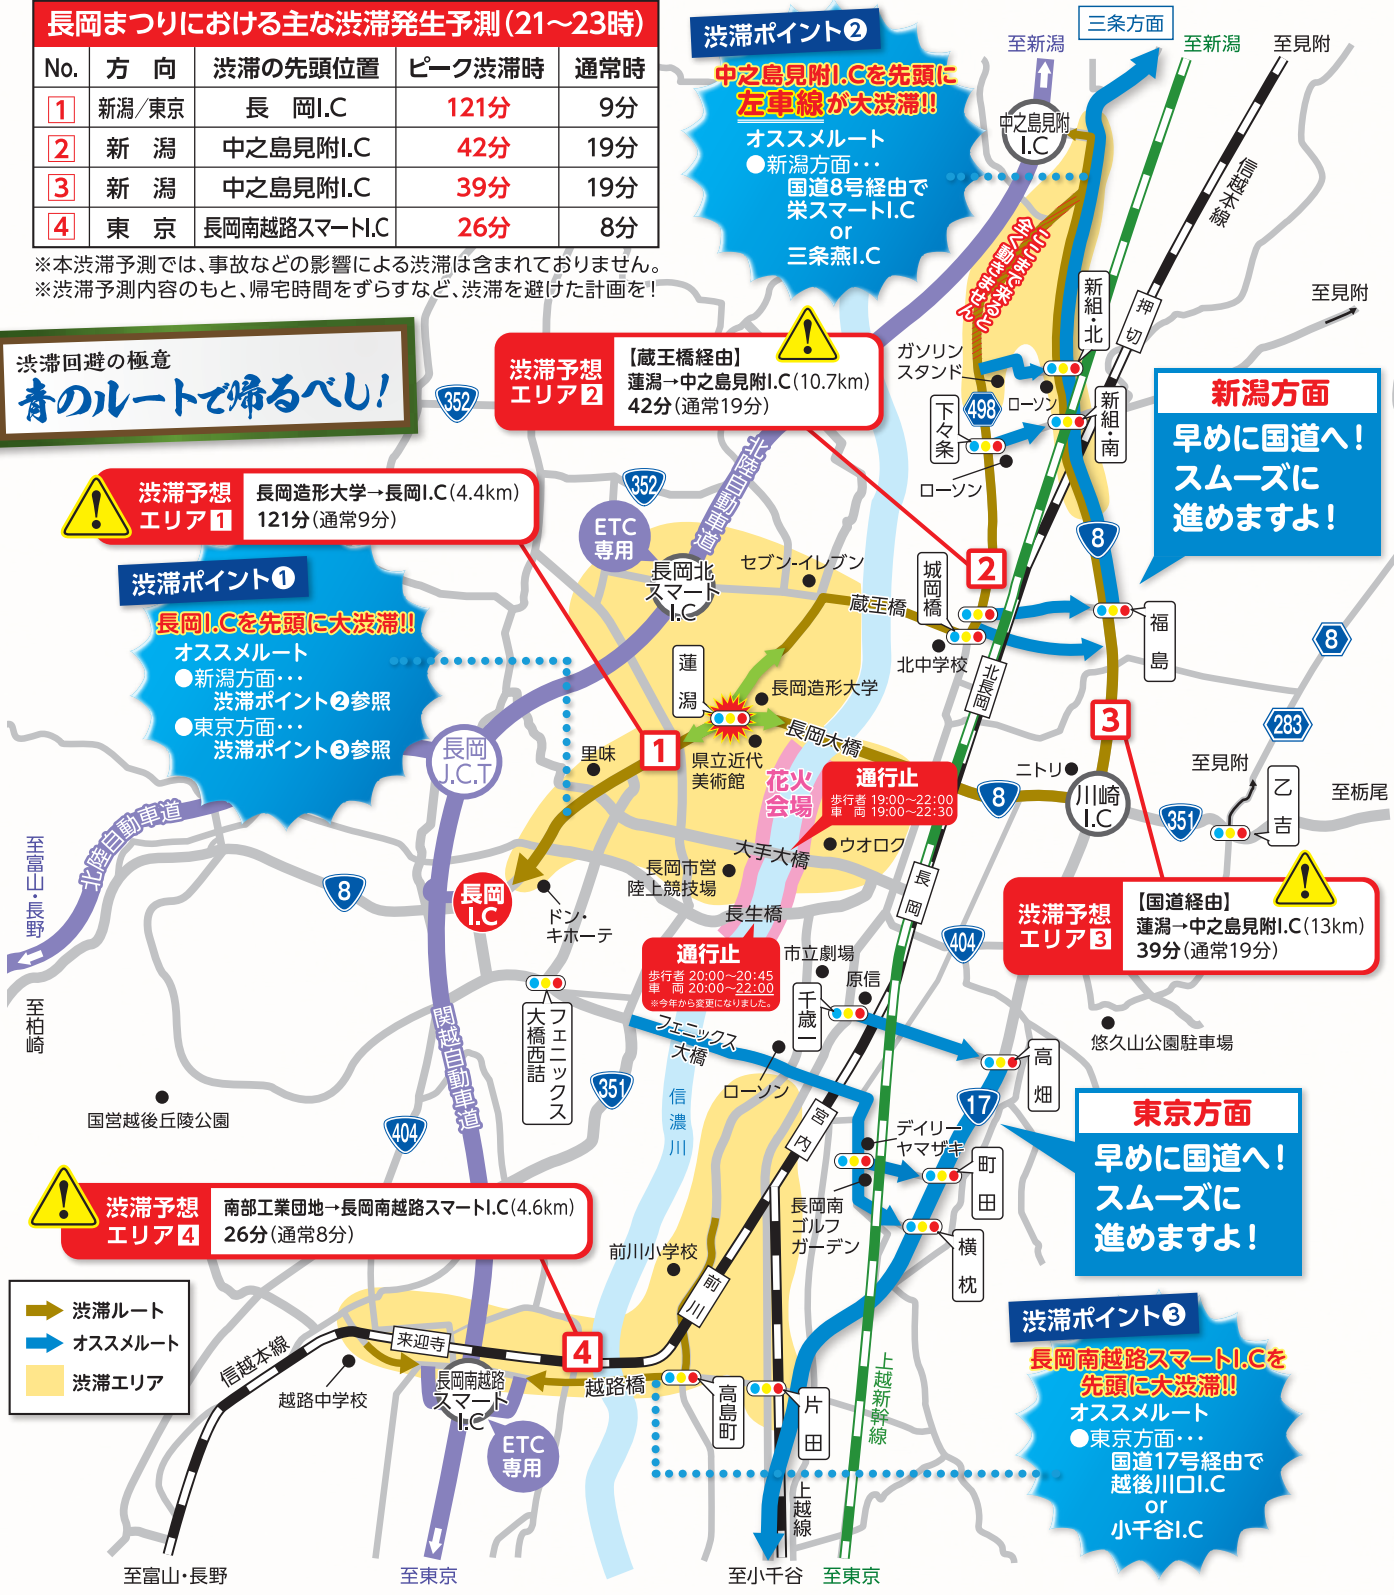 長岡まつりにおける主な渋滞発生予測(21〜23時)
No. 方 向 渋滞の先頭位置 ピーク渋滞時 通常時
1 新潟/東京 長 岡I.C 121分 9分
2 新 潟 中之島見附I.C 42分 19分
3 新 潟 中之島見附I.C 39分 19分
4 東 京 長岡南越路スマートI.C 26分 8分
※本渋滞予測では、事故などの影響による渋滞は含まれておりません。
※渋滞予測内容のもと、帰宅時間をずらすなど、渋滞を避けた計画を!
渋滞回避の極意
青のルートで帰るべし!
渋滞ポイント❷
中之島見附I.Cを先頭に
左車線が大渋滞!!
オススメルート
●新潟方面・・・
国道8号経由で
栄スマートI.C
or
三条燕I.C
三条方面
至新潟
至新潟
至見附
中之島見附
I.C
信越本線
ここまで来ると
全く動きません
新組・北
押切
至見附
ガソリン
スタンド
ローソン
498
下々条
新組・南
ローソン
渋滞予想
エリア2
【蔵王橋経由】
蓮潟→中之島見附I.C(10.7km)
42分(通常19分)
352
北陸自動車道
352
新潟方面
早めに国道へ!
スムーズに
進めますよ!
渋滞予想
エリア1
長岡造形大学→長岡I.C(4.4km)
121分(通常9分)
ETC
専用
長岡北
スマート
I.C
セブン-イレブン
蔵王橋
城岡橋
2
8
福島
8
北中学校
北長岡
渋滞ポイント❶
長岡I.Cを先頭に大渋滞!!
オススメルート
●新潟方面・・・
渋滞ポイント❷参照
●東京方面・・・
渋滞ポイント❸参照
蓮潟
長岡造形大学
長岡大橋
1
里味
県立近代
美術館
花火
会場
通行止
歩行者 19:00〜22:00
車 両 19:00〜22:30
3
283
ニトリ
川崎
I.C
8
351
至見附
乙吉
至栃尾
長岡
J.C.T
北陸自動車道
至富山・長野
8
長岡
I.C
ドン・
キホーテ
大手大橋
ウオロク
長岡市営
陸上競技場
長岡
長生橋
通行止
歩行者 20:00〜20:45
車 両 20:00〜22:00
※今年から変更になりました。
市立劇場
原信
千歳一
404
渋滞予想
エリア3
【国道経由】
蓮潟→中之島見附I.C(13km)
39分(通常19分)
至柏崎
関越自動車道
フェニックス
大橋西詰
フェニックス
大橋
ローソン
351
信濃川
高畑
悠久山公園駐車場
国営越後丘陵公園
404
宮内
17
デイリー
ヤマザキ
町田
長岡南
ゴルフ
ガーデン
横枕
東京方面
早めに国道へ!
スムーズに
進めますよ!
渋滞予想
エリア4
南部工業団地→長岡南越路スマートI.C(4.6km)
26分(通常8分)
前川小学校
前川
渋滞ルート
オススメルート
渋滞エリア
信越本線
来迎寺
4
越路中学校
長岡南越路
スマート
I.C
ETC
専用
越路橋
高島町
片田
上越新幹線
上越線
渋滞ポイント❸
長岡南越路スマートI.Cを
先頭に大渋滞!!
オススメルート
●東京方面・・・
国道17号経由で
越後川口I.C
or
小千谷I.C
至富山・長野
至東京
至小千谷
至東京